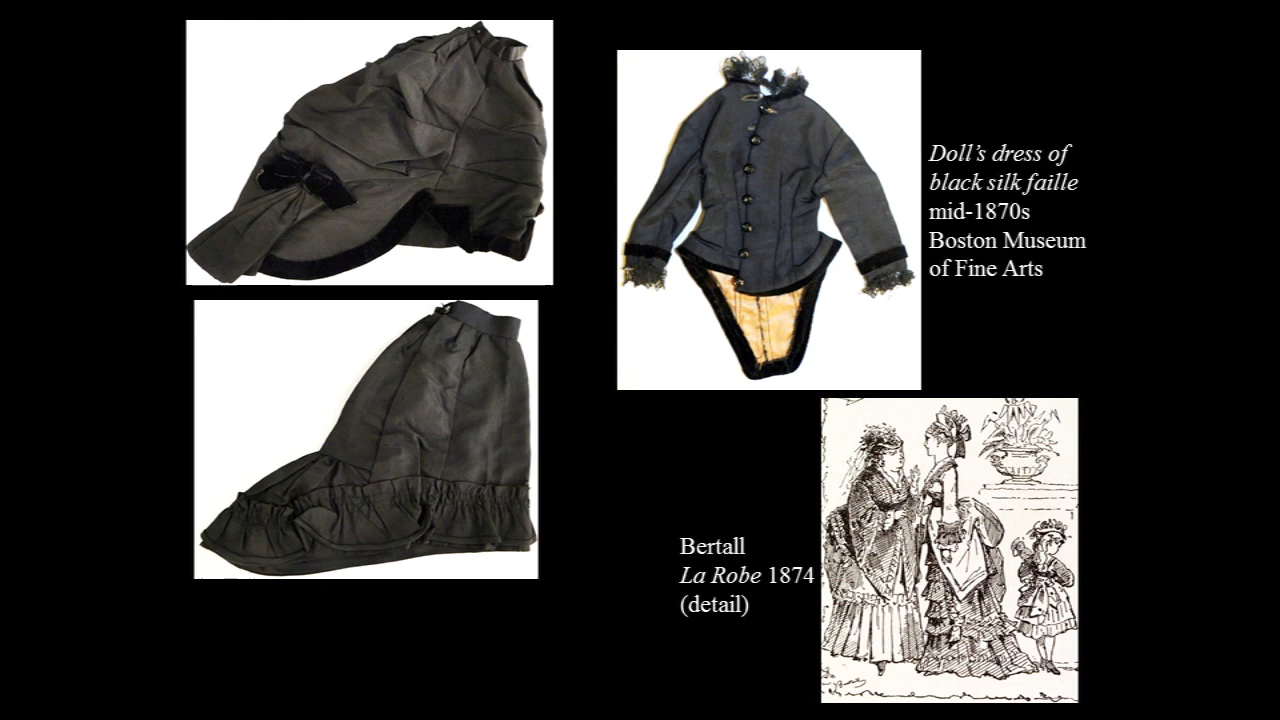 Doll’s dress of
black silk faille
mid-1870s
Boston Museum
of Fine Arts
Bertall
La Robe 1874
(detail)